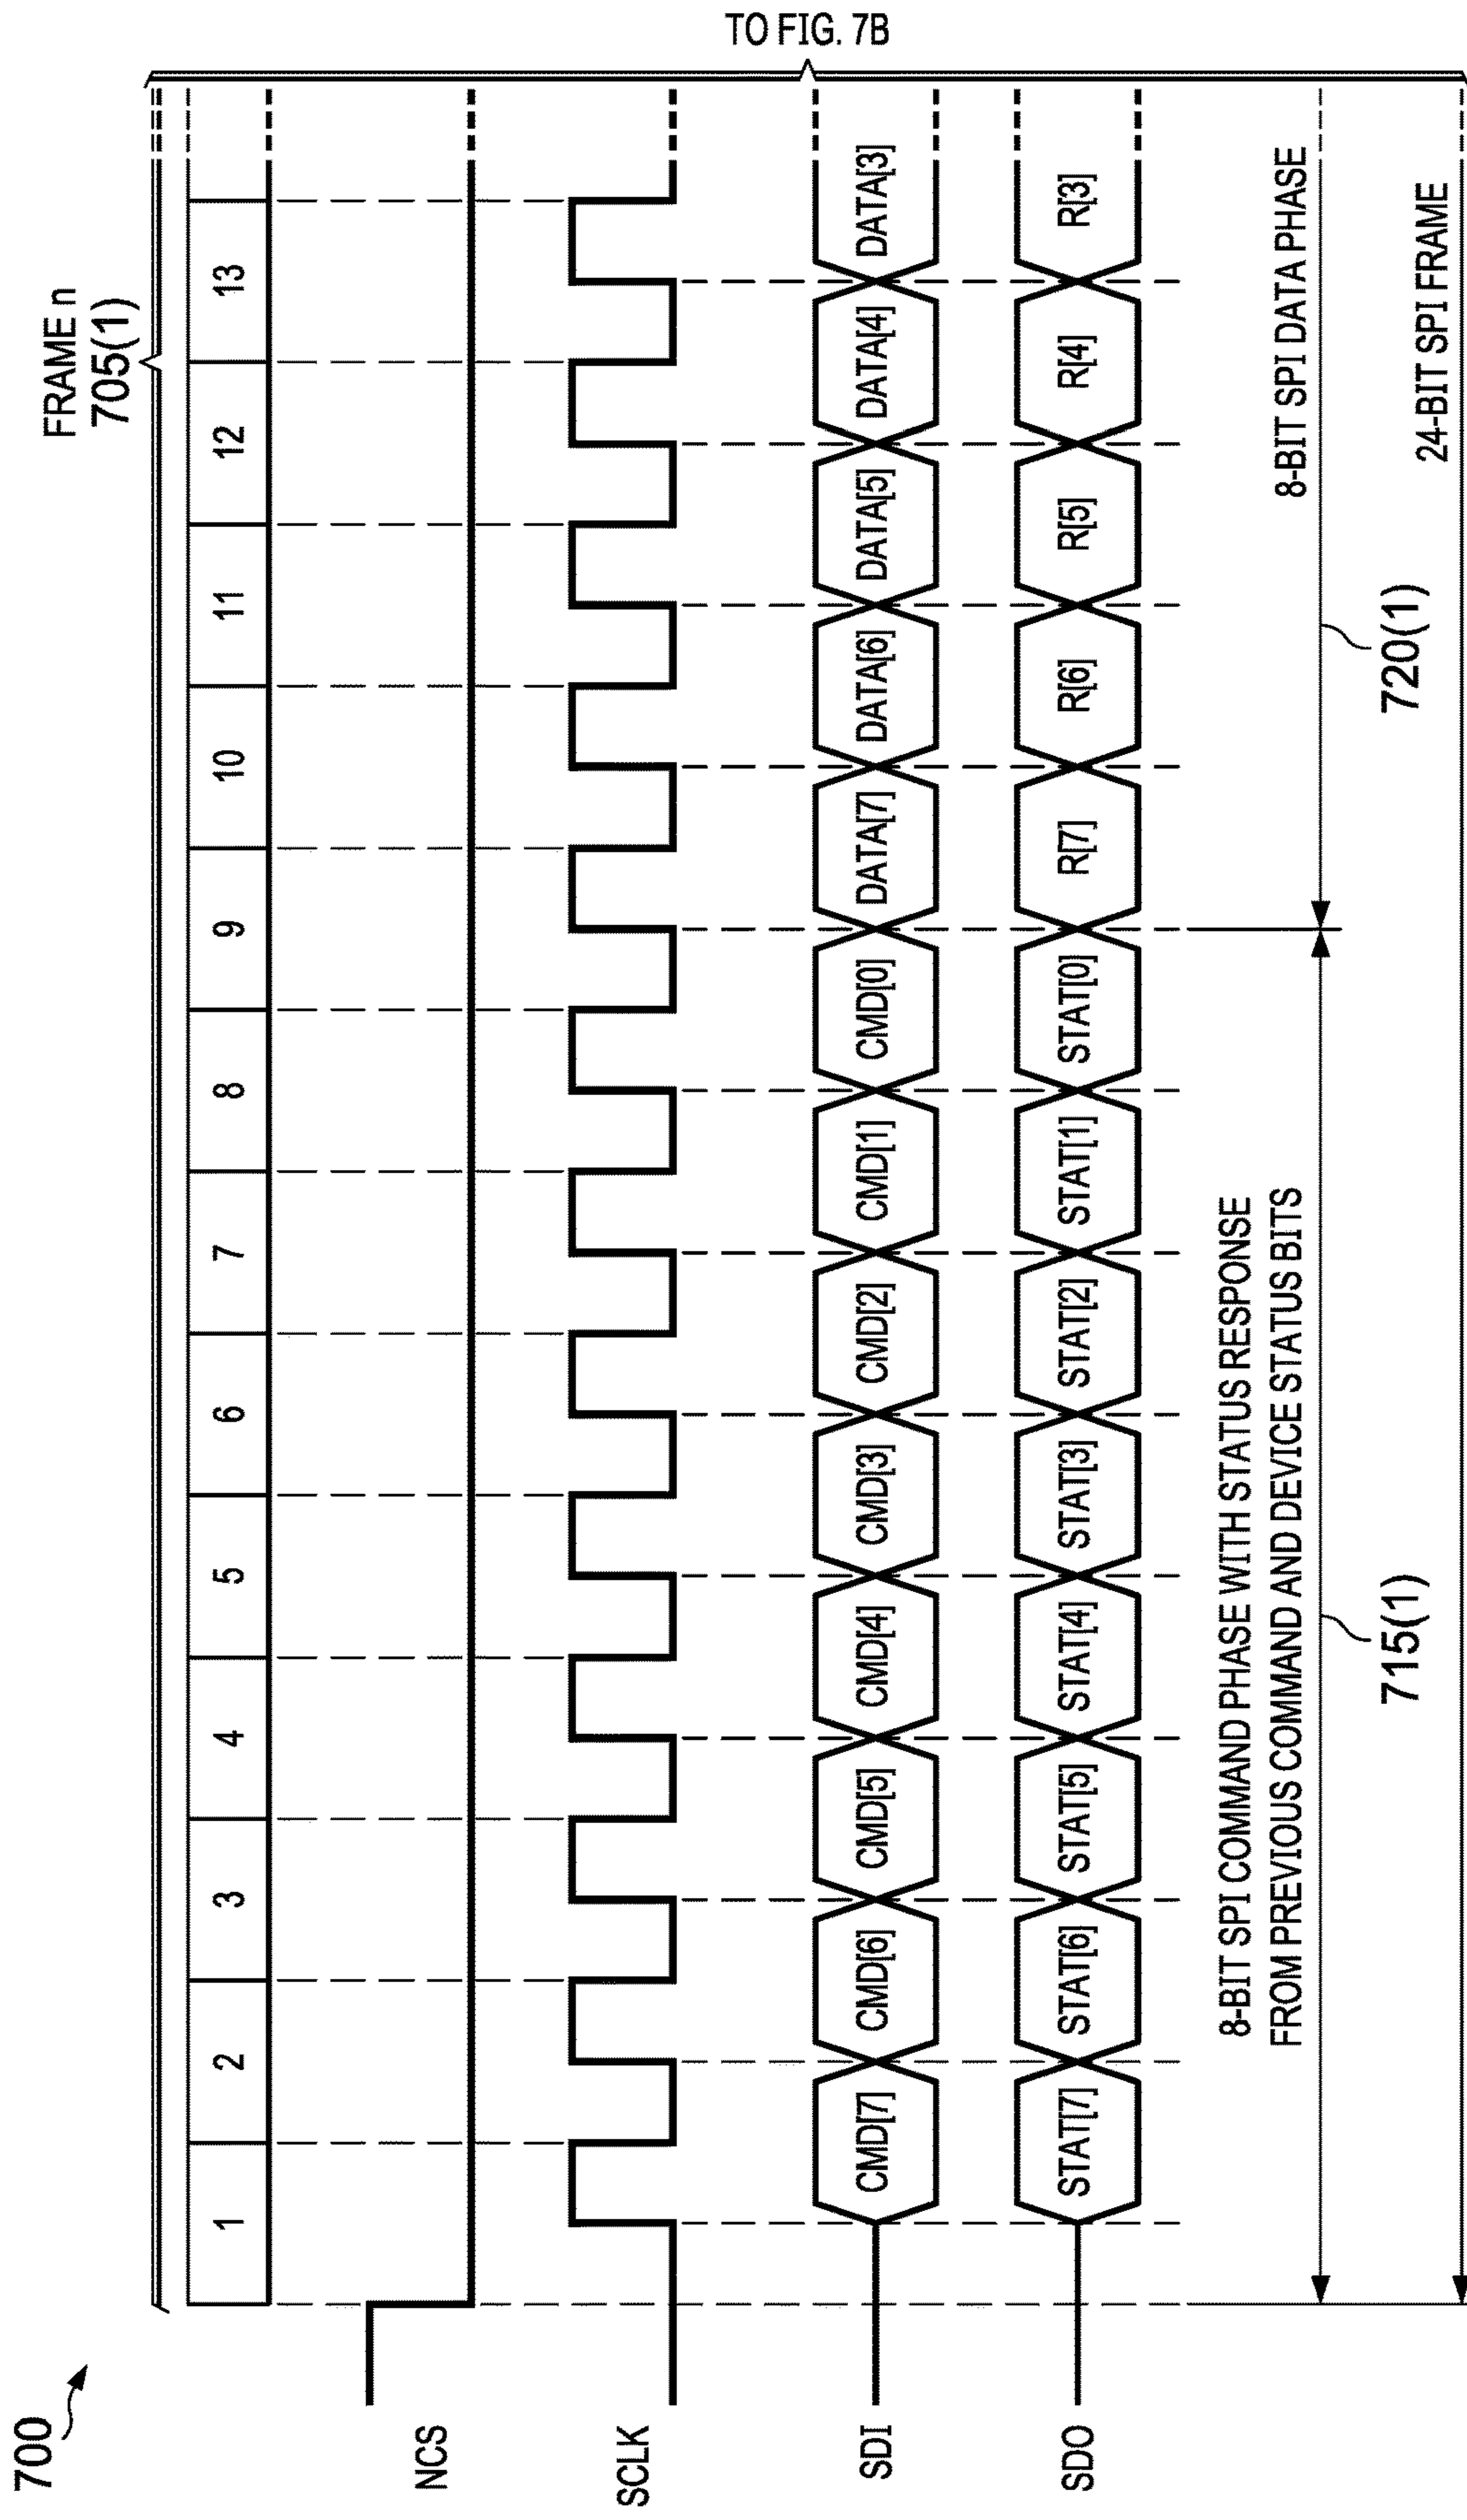 700
FRAME n
705(1)
TO FIG. 7B
1 2 3 4 5 6 7 8 9 10 11 12 13
NCS
SCLK
SDI
CMD[7] CMD[6] CMD[5] CMD[4] CMD[3] CMD[2] CMD[1] CMD[0] DATA[7] DATA[6] DATA[5] DATA[4] DATA[3]
SDO
STAT[7] STAT[6] STAT[5] STAT[4] STAT[3] STAT[2] STAT[1] STAT[0] R[7] R[6] R[5] R[4] R[3]
8-BIT SPI COMMAND PHASE WITH STATUS RESPONSE
FROM PREVIOUS COMMAND AND DEVICE STATUS BITS
8-BIT SPI DATA PHASE
715(1)
720(1)
24-BIT SPI FRAME